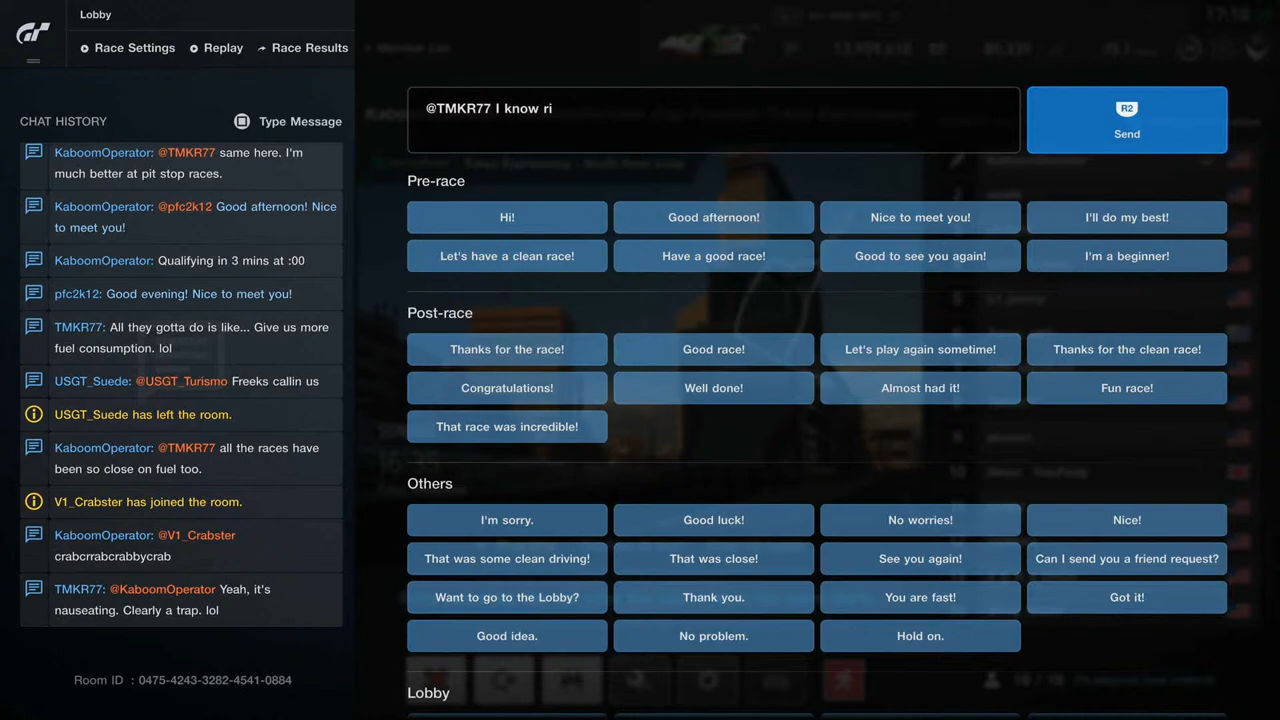 Lobby
Race Settings
Replay
Race Results
CHAT HISTORY
Type Message
KaboomOperator: @TMKR77 same here. I'm
much better at pit stop races.
KaboomOperator: @pfc2k12 Good afternoon! Nice
to meet you!
KaboomOperator: Qualifying in 3 mins at :00
pfc2k12: Good evening! Nice to meet you!
TMKR77: All they gotta do is like... Give us more
fuel consumption. lol
USGT_Suede: @USGT_Turismo Freeks callin us
USGT_Suede has left the room.
KaboomOperator: @TMKR77 all the races have
been so close on fuel too.
V1_Crabster has joined the room.
KaboomOperator: @V1_Crabster
crabcrrabcrabbycrab
TMKR77: @KaboomOperator Yeah, it's
nauseating. Clearly a trap. lol
Room ID : 0475-4243-3282-4541-0884
@TMKR77 I know ri
R2
Send
Pre-race
Hi!
Good afternoon!
Nice to meet you!
I'll do my best!
Let's have a clean race!
Have a good race!
Good to see you again!
I'm a beginner!
Post-race
Thanks for the race!
Good race!
Let's play again sometime!
Thanks for the clean race!
Congratulations!
Well done!
Almost had it!
Fun race!
That race was incredible!
Others
I'm sorry.
Good luck!
No worries!
Nice!
That was some clean driving!
That was close!
See you again!
Can I send you a friend request?
Want to go to the Lobby?
Thank you.
You are fast!
Got it!
Good idea.
No problem.
Hold on.
Lobby